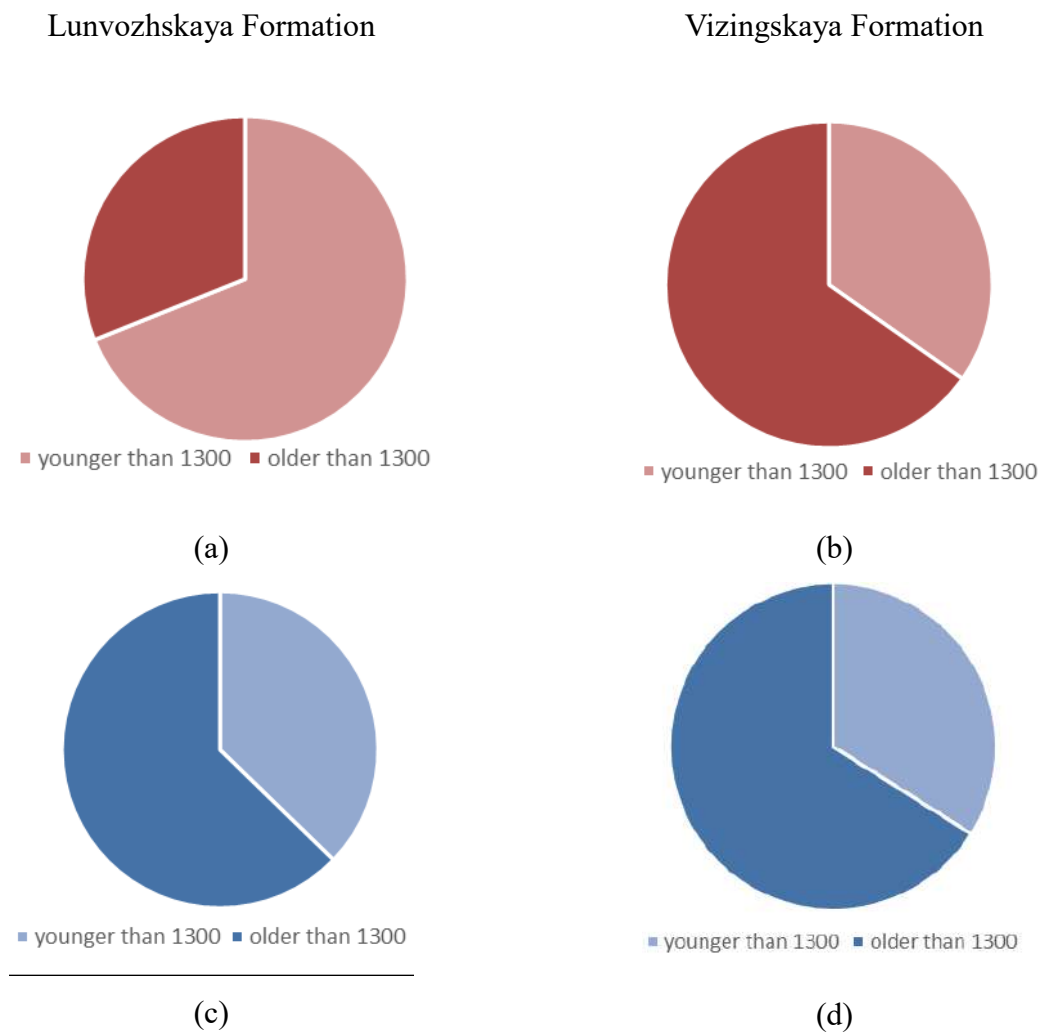 Lunvozhskaya Formation
Vizingskaya Formation
younger than 1300 older than 1300
younger than 1300 older than 1300
(a)
(b)
younger than 1300 older than 1300
younger than 1300 older than 1300
(c)
(d)